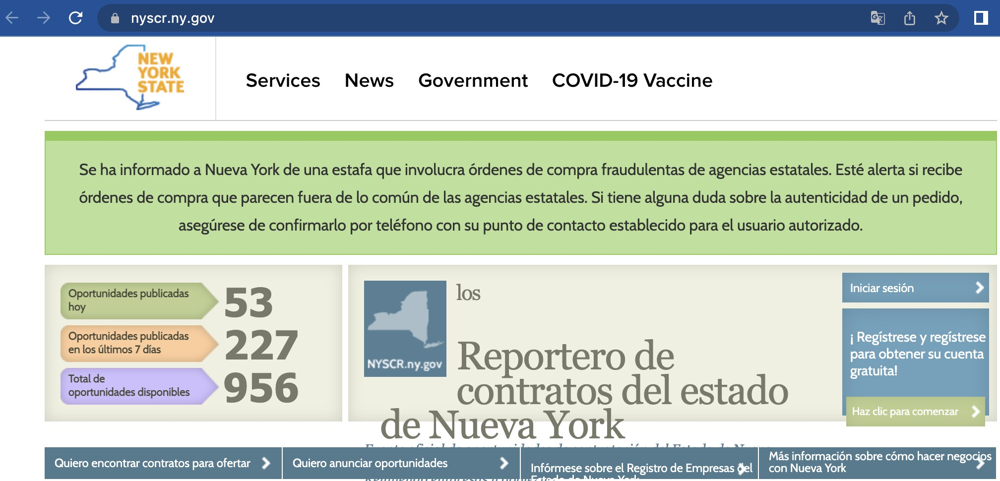 nyscr.ny.gov
NEW
YORK
STATE
Services News Government COVID-19 Vaccine
Se ha informado a Nueva York de una estafa que involucra órdenes de compra fraudulentas de agencias estatales. Esté alerta si recibe
órdenes de compra que parecen fuera de lo común de las agencias estatales. Si tiene alguna duda sobre la autenticidad de un pedido,
asegúrese de confirmarlo por teléfono con su punto de contacto establecido para el usuario autorizado.
Oportunidades publicadas
hoy
53
Oportunidades publicadas
en los últimos 7 días
227
Total de
oportunidades disponibles
956
NYSCR.ny.gov
los
Reportero de
contratos del estado
de Nueva York
Iniciar sesión
¡ Regístrese y regístrese
para obtener su cuenta
gratuita!
Haz clic para comenzar
Quiero encontrar contratos para ofertar
Quiero anunciar oportunidades
Infórmese sobre el Registro de Empresas del
Estado de Nueva York
Más información sobre cómo hacer negocios
con Nueva York